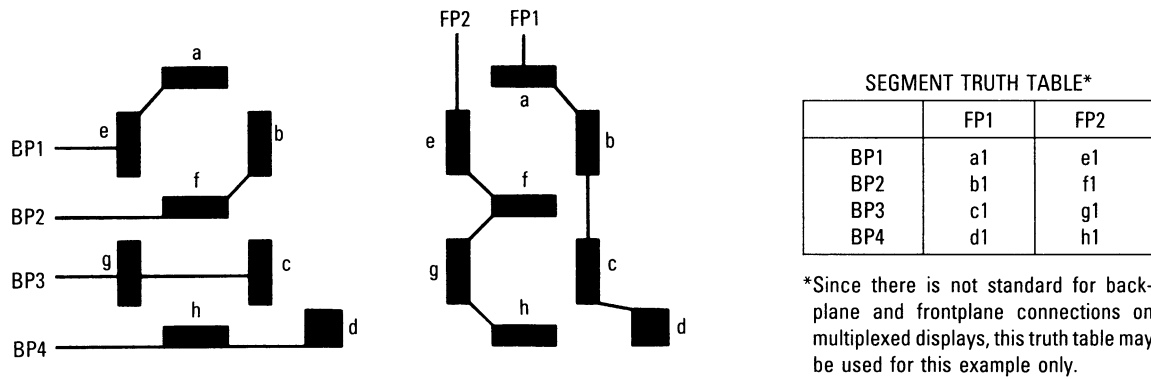 a
e
b
BP1
f
BP2
g
c
BP3
h
d
BP4
FP2 FP1
a
e
b
f
g
c
h
d
SEGMENT TRUTH TABLE*
FP1 FP2
BP1 a1 e1
BP2 b1 f1
BP3 c1 g1
BP4 d1 h1
*Since there is not standard for back-
plane and frontplane connections on
multiplexed displays, this truth table may
be used for this example only.